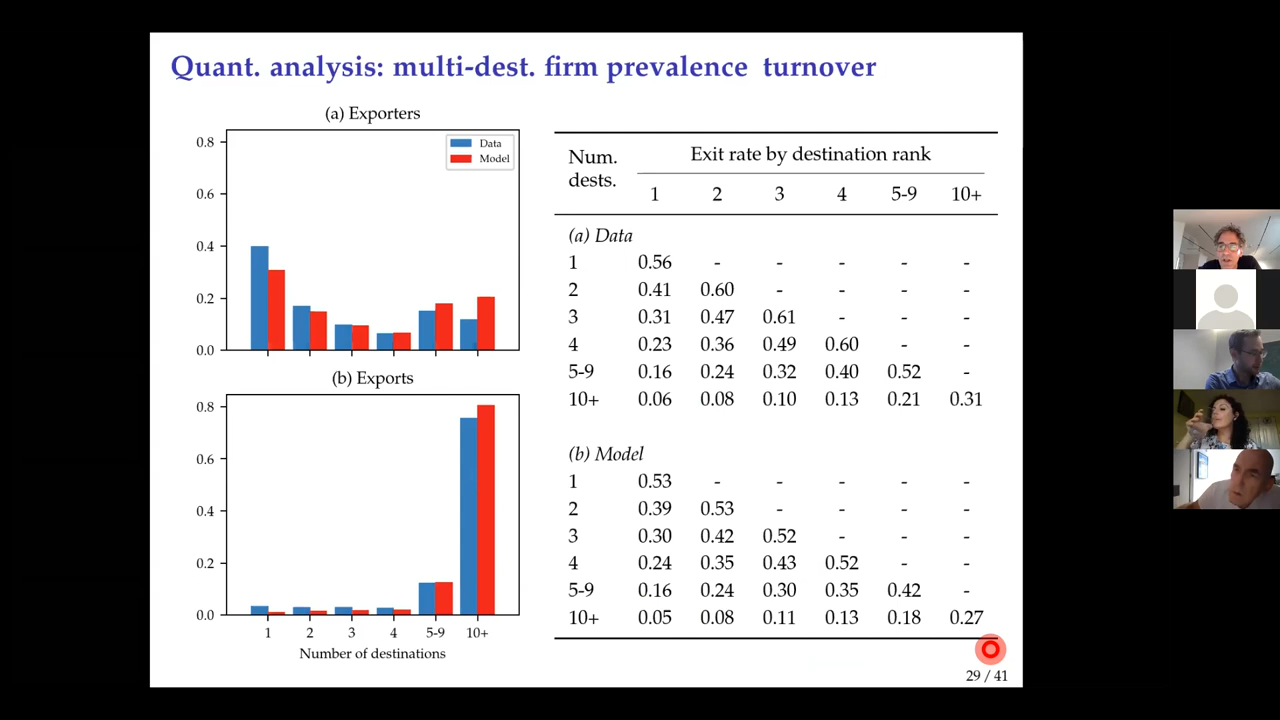 Quant. analysis: multi-dest. firm prevalence turnover
(a) Exporters
0.8
0.6
0.4
0.2
0.0
Data
Model
(b) Exports
0.8
0.6
0.4
0.2
0.0
1 2 3 4 5-9 10+
Number of destinations
Num. dests.
Exit rate by destination rank
1 2 3 4 5-9 10+
(a) Data
1 0.56 - - - - -
2 0.41 0.60 - - - -
3 0.31 0.47 0.61 - - -
4 0.23 0.36 0.49 0.60 - -
5-9 0.16 0.24 0.32 0.40 0.52 -
10+ 0.06 0.08 0.10 0.13 0.21 0.31
(b) Model
1 0.53 - - - - -
2 0.39 0.53 - - - -
3 0.30 0.42 0.52 - - -
4 0.24 0.35 0.43 0.52 - -
5-9 0.16 0.24 0.30 0.35 0.42 -
10+ 0.05 0.08 0.11 0.13 0.18 0.27
29 / 41